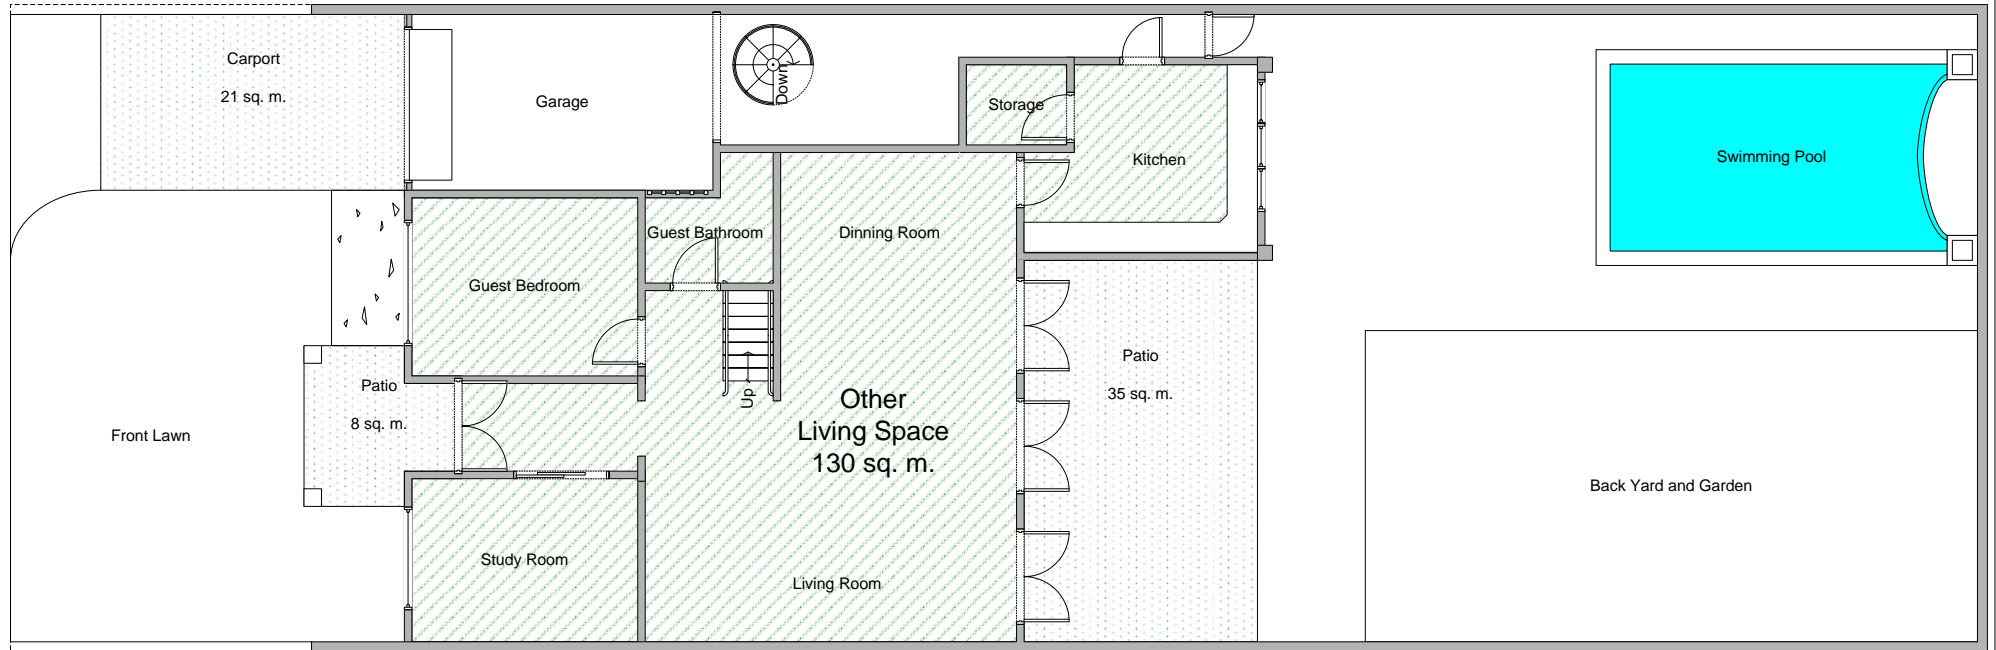 Carport
21 sq. m.
Garage
Down
Storage
Kitchen
Swimming Pool
Guest Bathroom
Dinning Room
Guest Bedroom
Patio
35 sq. m.
Patio
8 sq. m.
Up
Other
Living Space
130 sq. m.
Front Lawn
Back Yard and Garden
Study Room
Living Room